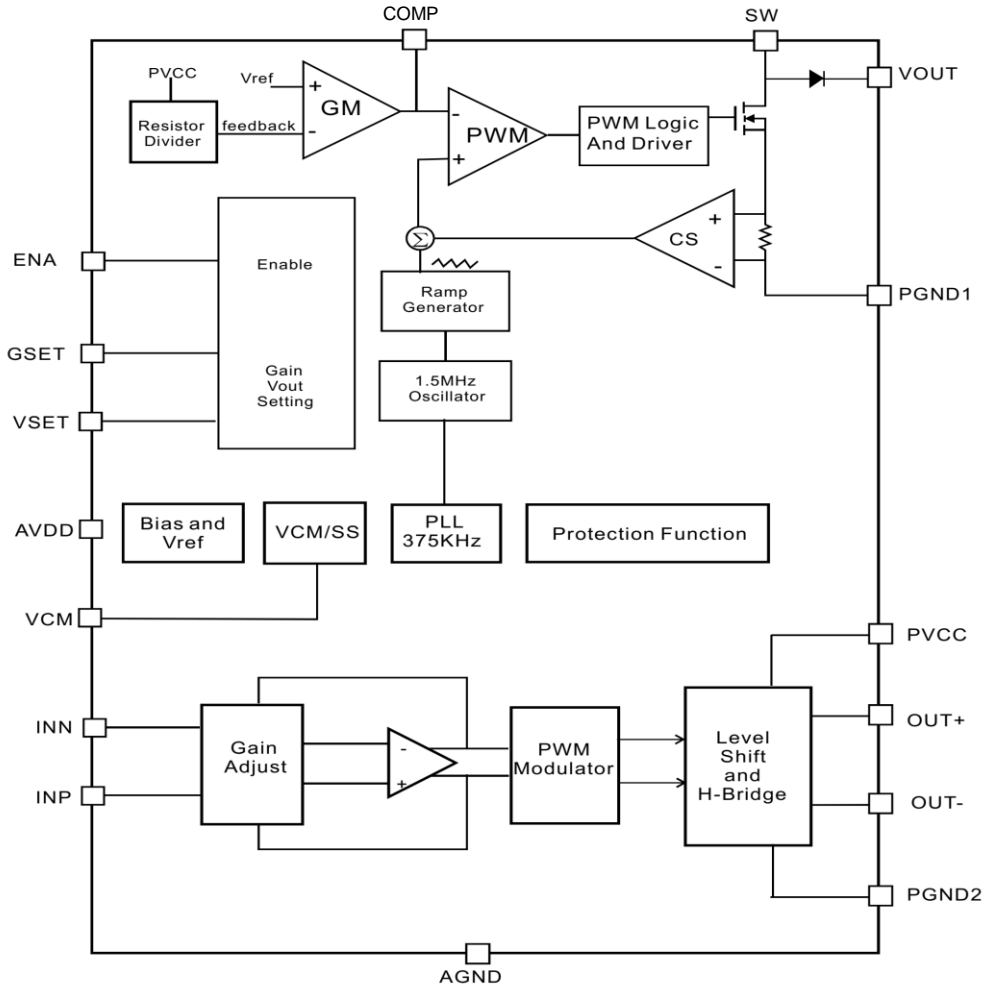 COMP
SW
PVCC
Vref
+
GM
-
Resistor
Divider
feedback
-
PWM
+
PWM Logic
And Driver
VOUT
Σ
+
CS
-
ENA
Enable
Ramp
Generator
PGND1
GSET
Gain
Vout
Setting
1.5MHz
Oscillator
VSET
AVDD
Bias and
Vref
VCM/SS
PLL
375KHz
Protection Function
VCM
PVCC
INN
Gain
Adjust
-
+
PWM
Modulator
Level
Shift
and
H-Bridge
OUT+
INP
OUT-
PGND2
AGND